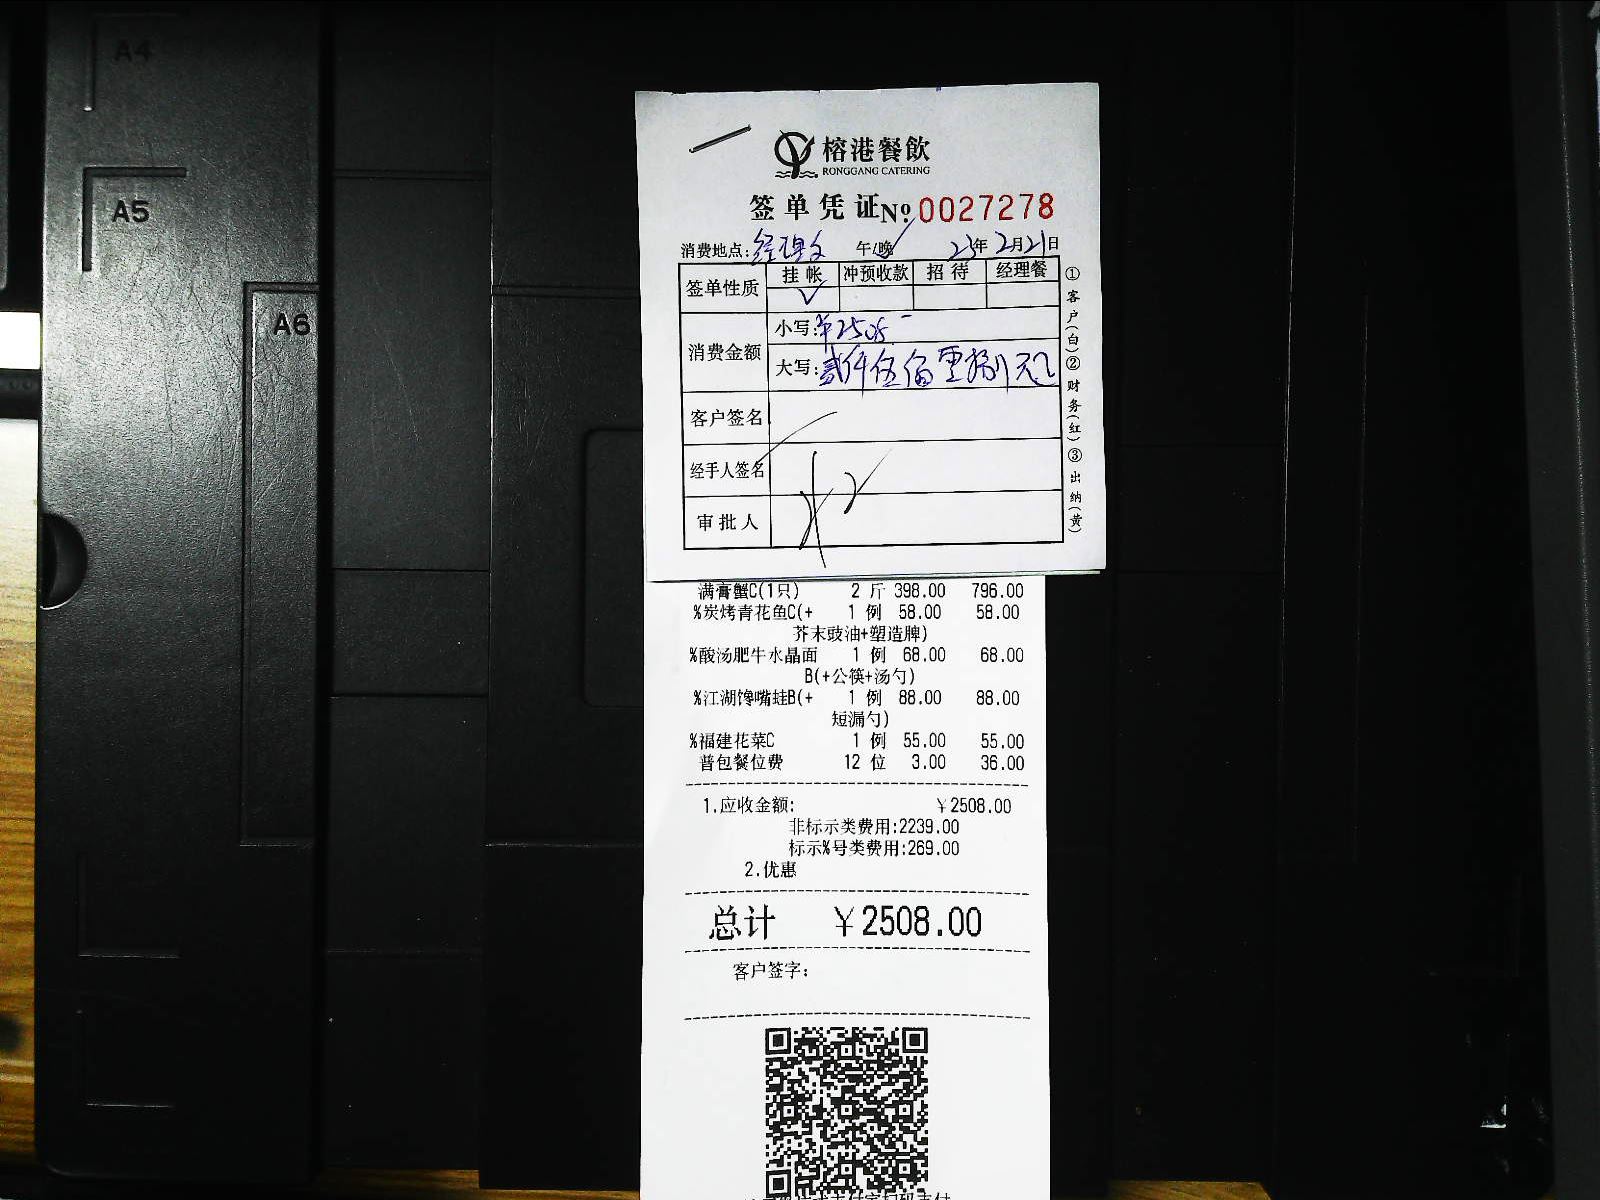 A4
A5
A6
榕港餐飲
RONGGANG CATERING
签单凭证 № 0027278
消费地点: 午/晚 23年2月21日
签单性质 挂帐 冲预收款 招待 经理餐
✓
消费金额 小写:¥2508
大写:贰仟伍佰零捌元
客户签名
经手人签名
审批人
①客户(白)②财务(红)③出纳(黄)
满膏蟹C(1只) 2 斤 398.00 796.00
%炭烤青花鱼C(+ 1 例 58.00 58.00
芥末豉油+塑造牌)
%酸汤肥牛水晶面 1 例 68.00 68.00
B(+公筷+汤勺)
%江湖馋嘴蛙B(+ 1 例 88.00 88.00
短漏勺)
%福建花菜C 1 例 55.00 55.00
普包餐位费 12 位 3.00 36.00
1.应收金额: ¥2508.00
非标示类费用:2239.00
标示%号类费用:269.00
2.优惠
总计 ¥2508.00
客户签字: